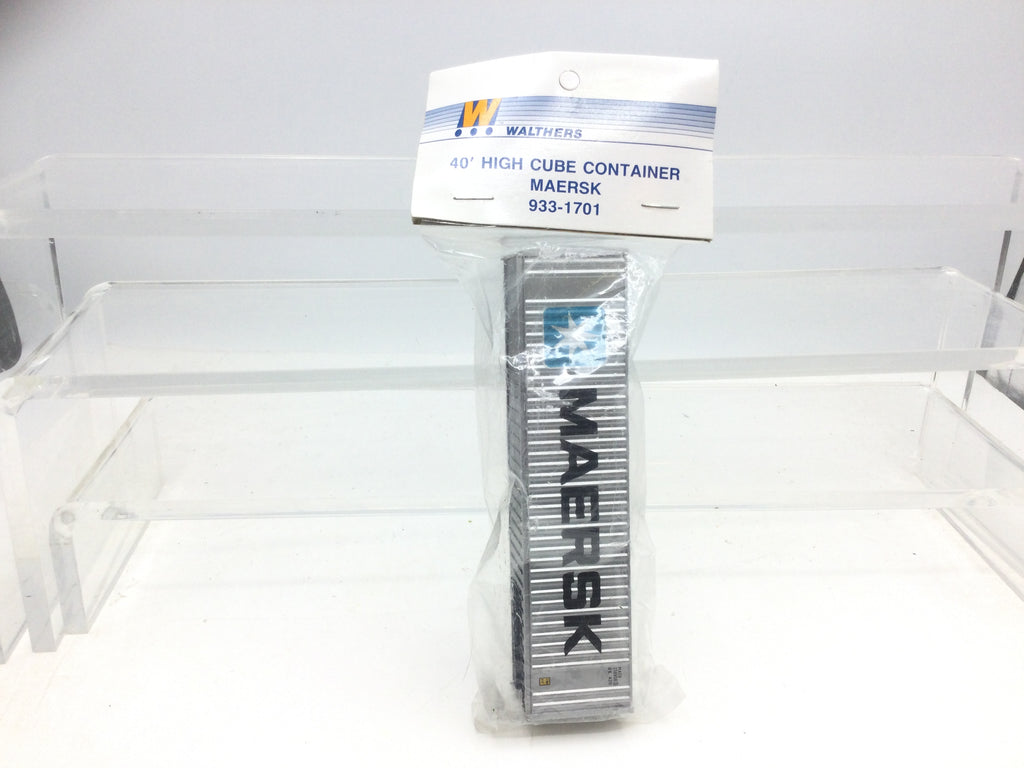 W
WALTHERS
40' HIGH CUBE CONTAINER
MAERSK
933-1701
MAERSK